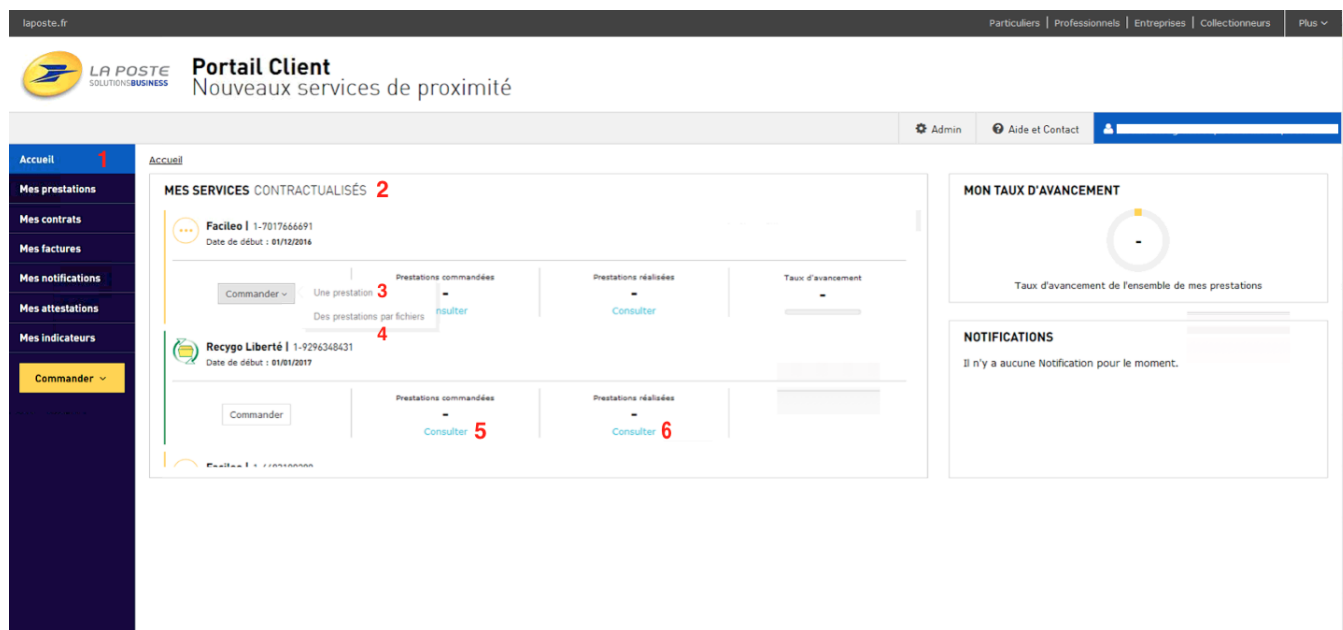 laposte.fr
Particuliers | Professionnels | Entreprises | Collectionneurs
Plus
LA POSTE
SOLUTIONSBUSINESS
Portail Client
Nouveaux services de proximité
Admin
Aide et Contact
Accueil 1
Mes prestations
Mes contrats
Mes factures
Mes notifications
Mes attestations
Mes indicateurs
Commander
Accueil
MES SERVICES CONTRACTUALISÉS 2
Facileo | 1-7017666691
Date de début : 01/12/2016
Commander
Une prestation 3
Des prestations par fichiers
4
Prestations commandées
-
Prestations réalisées
-
Consulter
Taux d'avancement
-
Recygo Liberté | 1-9296348431
Date de début : 01/01/2017
Commander
Prestations commandées
-
Consulter 5
Prestations réalisées
-
Consulter 6
Facileo |
MON TAUX D'AVANCEMENT
-
Taux d'avancement de l'ensemble de mes prestations
NOTIFICATIONS
Il n'y a aucune Notification pour le moment.